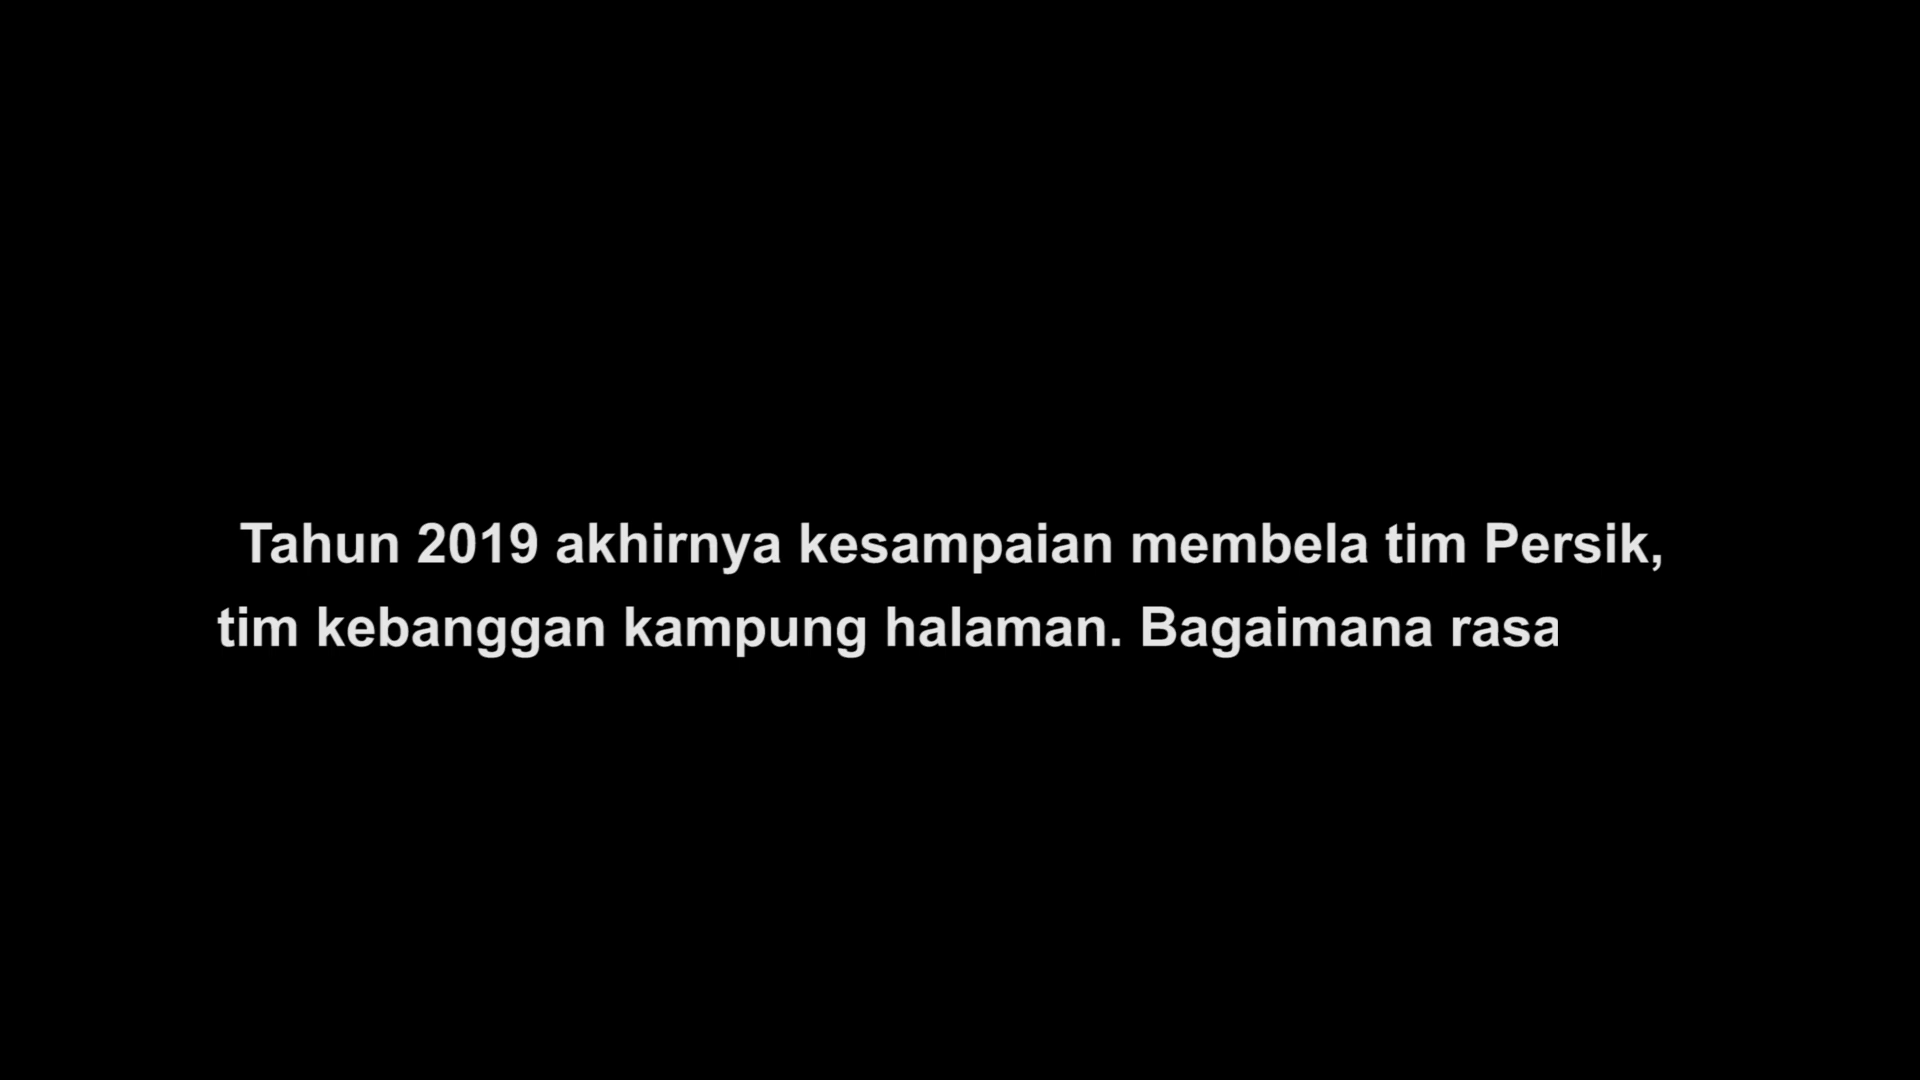 Tahun 2019 akhirnya kesampaian membela tim Persik,
tim kebanggan kampung halaman. Bagaimana rasa